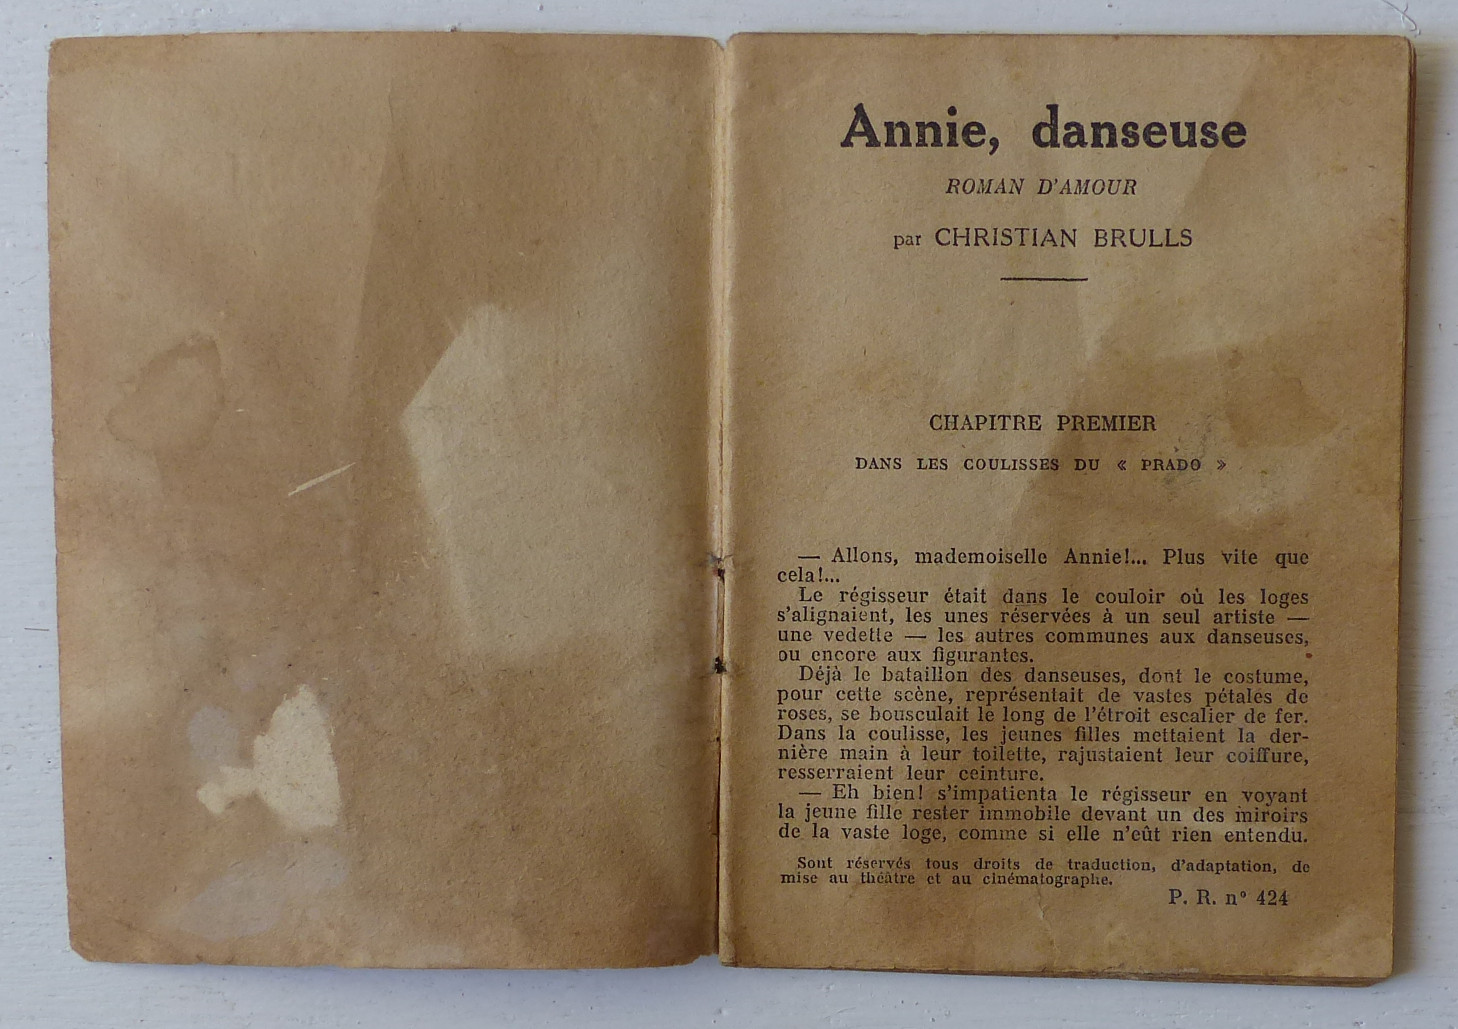 Annie, danseuse
ROMAN D'AMOUR
par CHRISTIAN BRULLS
CHAPITRE PREMIER
DANS LES COULISSES DU « PRADO »
— Allons, mademoiselle Annie!... Plus vite que
cela!...
Le régisseur était dans le couloir où les loges
s'alignaient, les unes réservées à un seul artiste —
une vedette — les autres communes aux danseuses,
ou encore aux figurantes.
Déjà le bataillon des danseuses, dont le costume,
pour cette scène, représentait de vastes pétales de
roses, se bousculait le long de l'étroit escalier de fer.
Dans la coulisse, les jeunes filles mettaient la der-
nière main à leur toilette, rajustaient leur coiffure,
resserraient leur ceinture.
— Eh bien! s'impatienta le régisseur en voyant
la jeune fille rester immobile devant un des miroirs
de la vaste loge, comme si elle n'eût rien entendu.
Sont réservés tous droits de traduction, d'adaptation, de
mise au théâtre et au cinématographe.
P. R. n° 424